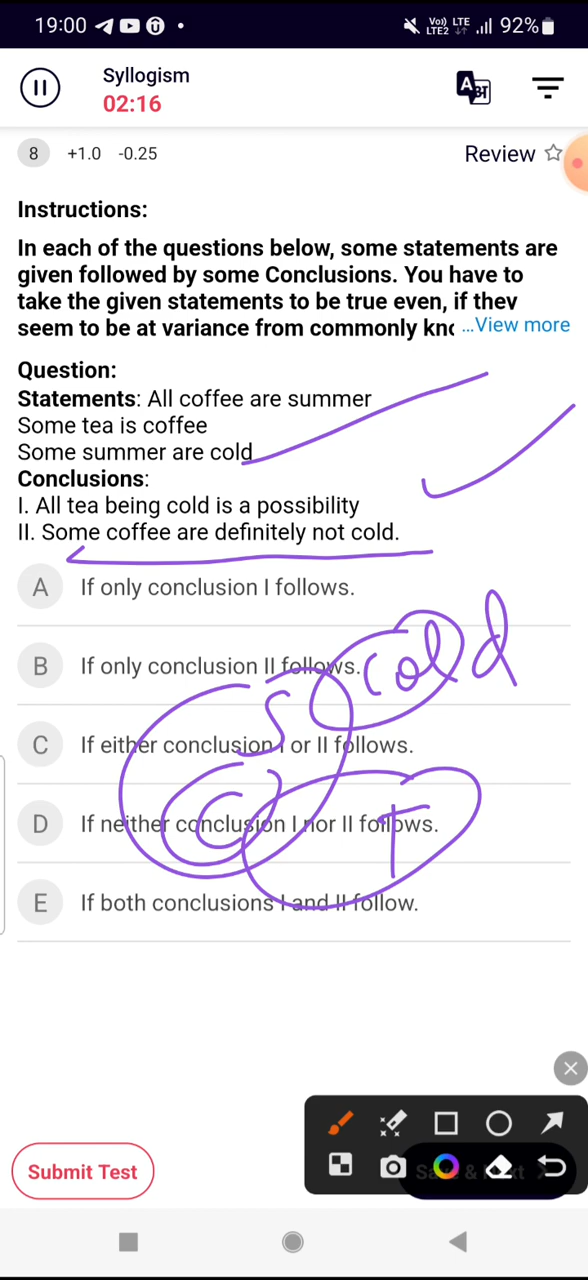 19:00
Vo)) LTE
LTE2
92%
Syllogism
02:16
8 +1.0 -0.25 Review
Instructions:
In each of the questions below, some statements are
given followed by some Conclusions. You have to
take the given statements to be true even, if they
seem to be at variance from commonly kno ...View more
Question:
Statements: All coffee are summer
Some tea is coffee
Some summer are cold
Conclusions:
I. All tea being cold is a possibility
II. Some coffee are definitely not cold.
A If only conclusion I follows.
B If only conclusion II follows.
cold
S
C If either conclusion I or II follows.
D If neither conclusion I nor II follows.
C T
E If both conclusions I and II follow.
Submit Test